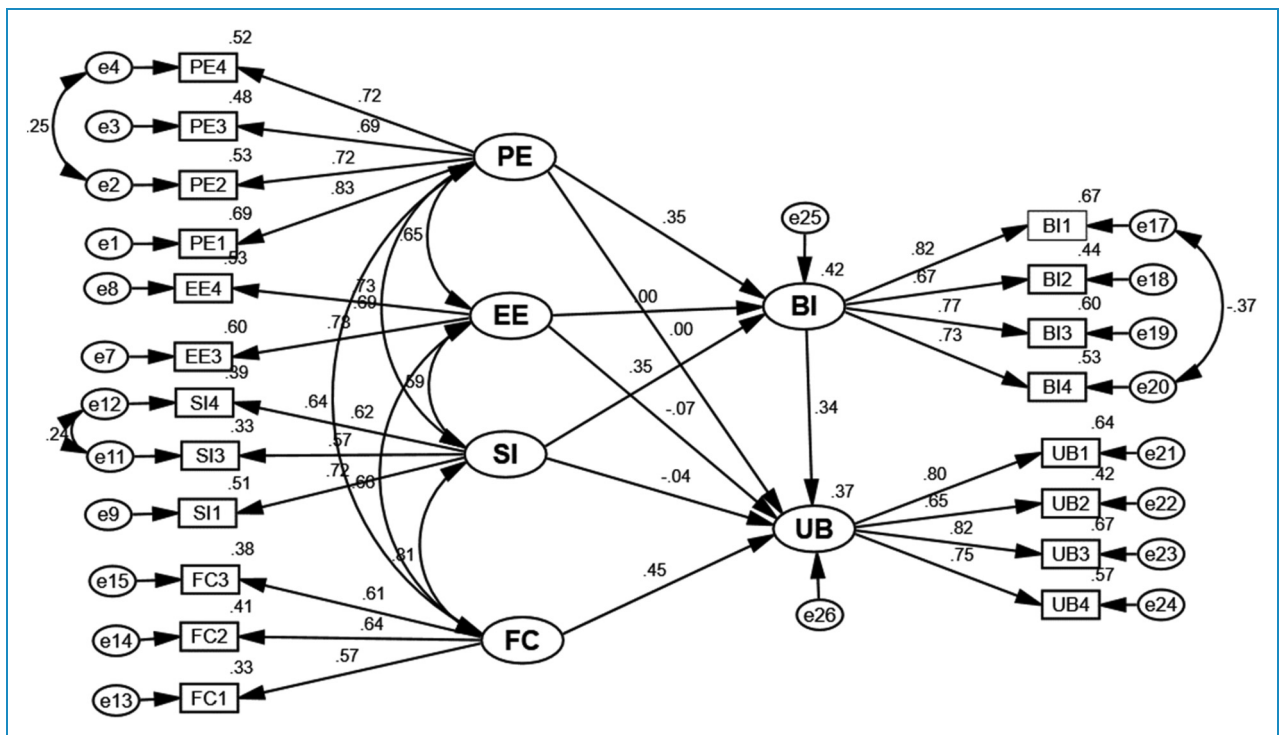 .52
e4 PE4
.72
.48
.25 e3 PE3
.69
.53
e2 PE2
.72
.83
.69
e1 PE1
.53
e8 EE4
.73
.60
e7 EE3
.39
e12 SI4
.62
.24
.33
e11 SI3
.57
.72
.51
e9 SI1
.38
e15 FC3
.61
.41
e14 FC2
.64
.33
.57
e13 FC1
PE
.65
.69
EE
.59
.64
SI
.81
FC
.35
.00
.00
.35
-.07
-.04
.45
.34
e25
.42
BI
.37
UB
e26
.67
.82 BI1 e17
.44
.67 BI2 e18
.60
.77 BI3 e19
.53
.73 BI4 e20
-.37
.64
.80 UB1 e21
.42
.65 UB2 e22
.67
.82 UB3 e23
.57
.75 UB4 e24